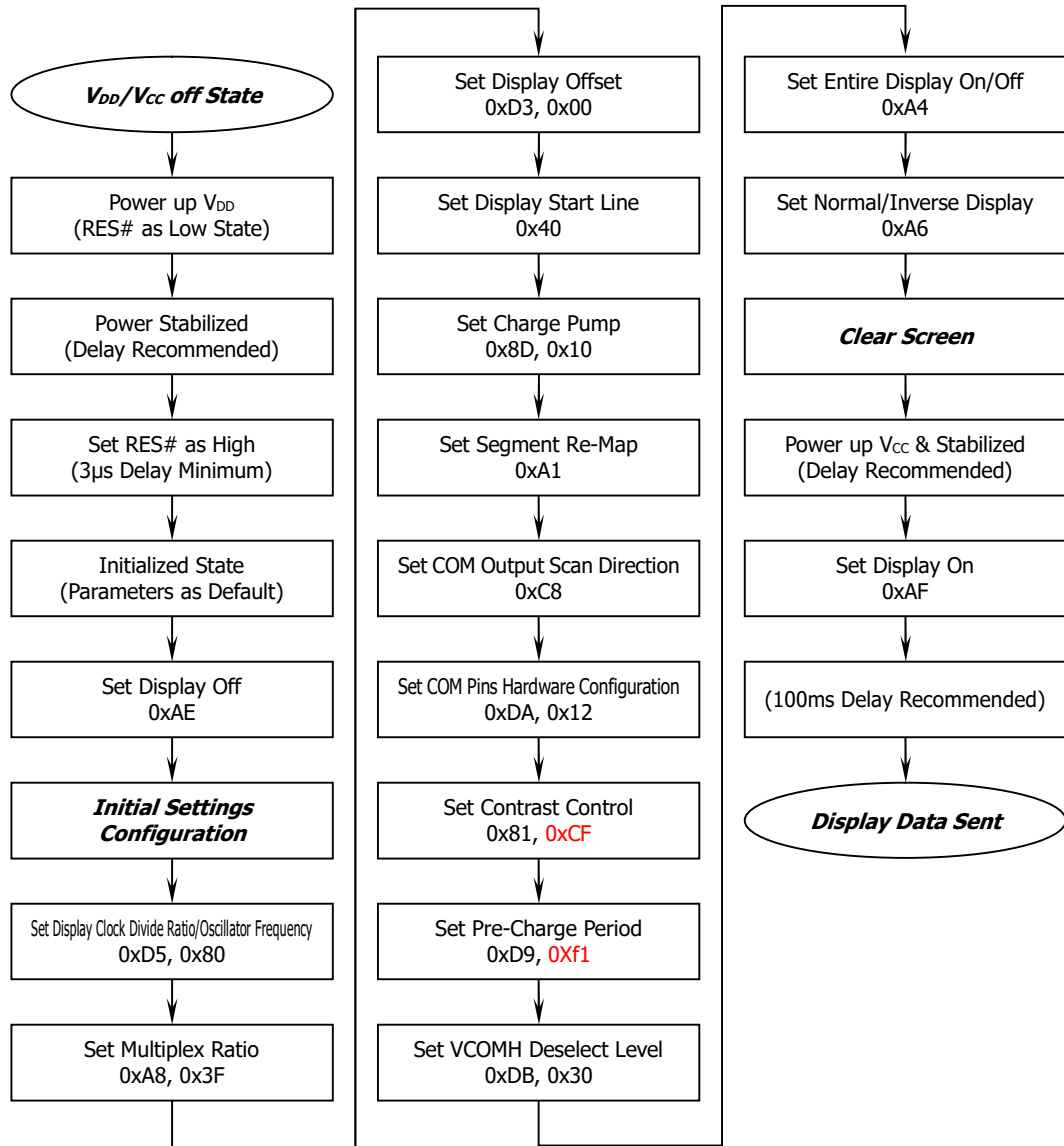 VDD/VCC off State
Power up VDD
(RES# as Low State)
Power Stabilized
(Delay Recommended)
Set RES# as High
(3μs Delay Minimum)
Initialized State
(Parameters as Default)
Set Display Off
0xAE
Initial Settings
Configuration
Set Display Clock Divide Ratio/Oscillator Frequency
0xD5, 0x80
Set Multiplex Ratio
0xA8, 0x3F
Set Display Offset
0xD3, 0x00
Set Display Start Line
0x40
Set Charge Pump
0x8D, 0x10
Set Segment Re-Map
0xA1
Set COM Output Scan Direction
0xC8
Set COM Pins Hardware Configuration
0xDA, 0x12
Set Contrast Control
0x81, 0xCF
Set Pre-Charge Period
0xD9, 0Xf1
Set VCOMH Deselect Level
0xDB, 0x30
Set Entire Display On/Off
0xA4
Set Normal/Inverse Display
0xA6
Clear Screen
Power up VCC & Stabilized
(Delay Recommended)
Set Display On
0xAF
(100ms Delay Recommended)
Display Data Sent